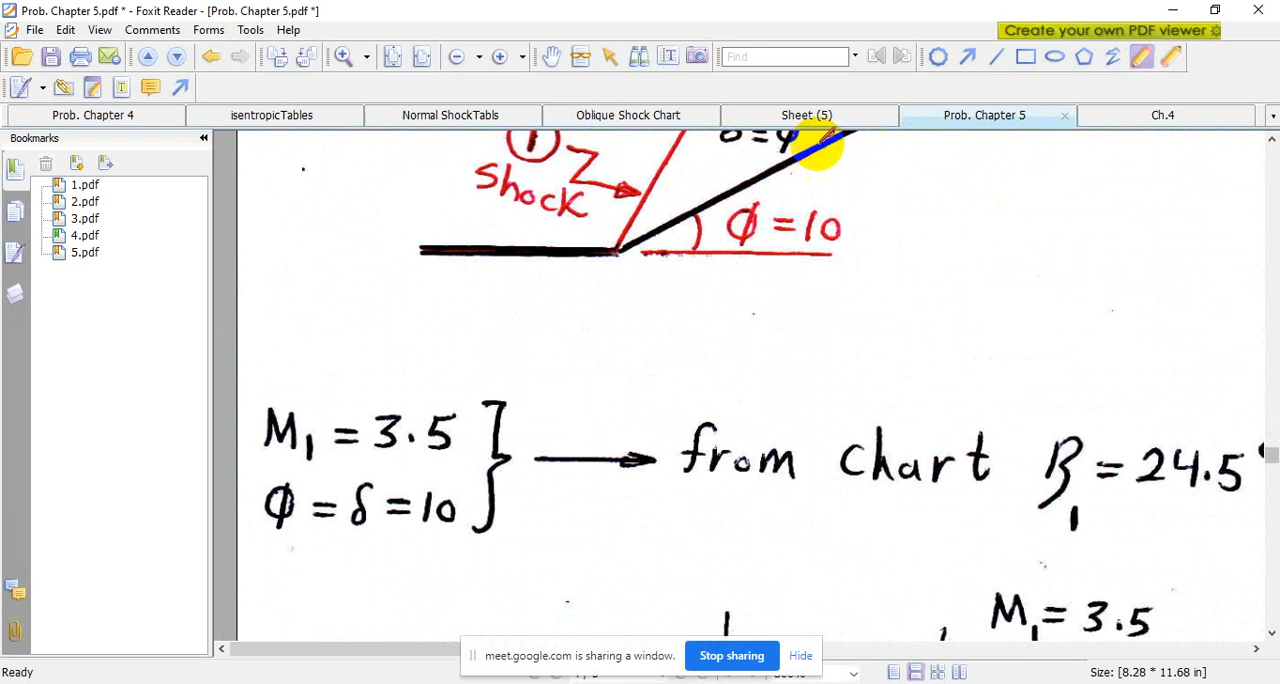 Prob. Chapter 5.pdf * - Foxit Reader - [Prob. Chapter 5.pdf *]
File Edit View Comments Forms Tools Help
Create your own PDF viewer
Find
Prob. Chapter 4 isentropicTables Normal ShockTable Oblique Shock Chart Sheet (5) Prob. Chapter 5 Ch.4
Bookmarks
1.pdf
2.pdf
3.pdf
4.pdf
5.pdf
1
shock
ϕ = 10
M₁ = 3.5
ϕ = δ = 10
from chart β₁ = 24.5°
M₁ = 3.5
meet.google.com is sharing a window. Stop sharing Hide
Ready
Size: [8.28 * 11.68 in]